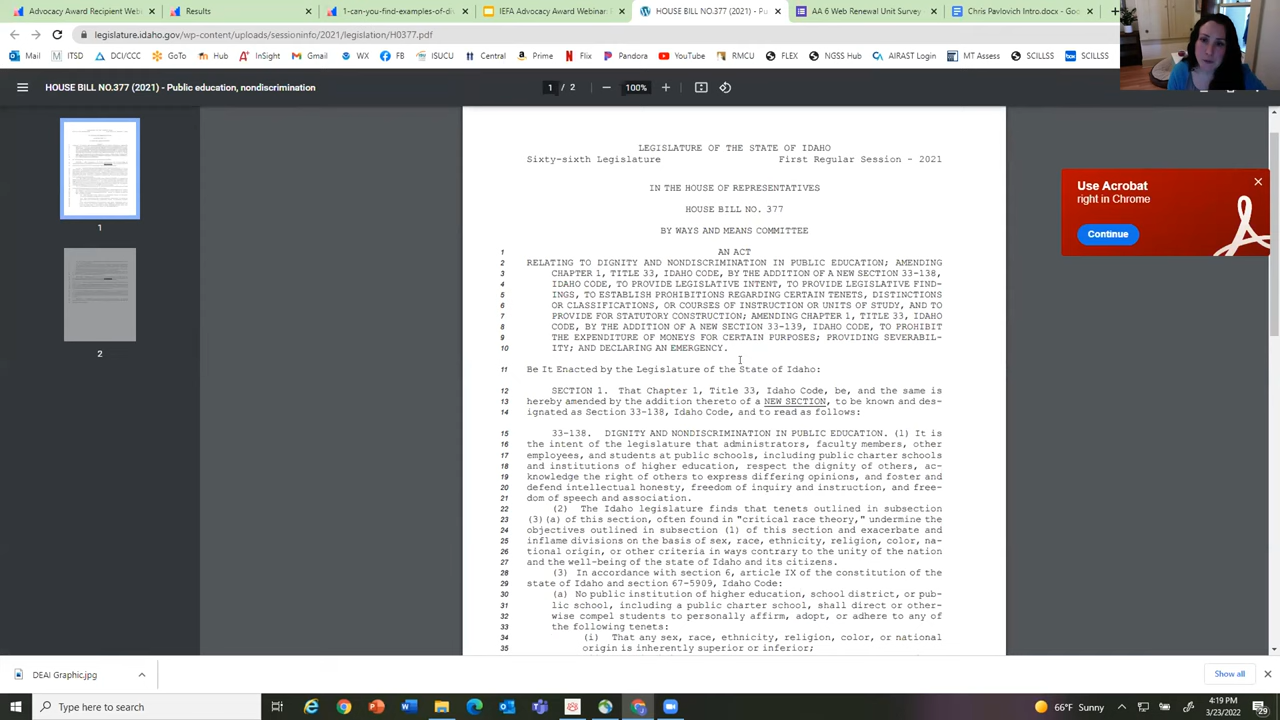 Advocacy Award Recipient Webi
Results
1-can-you-find-examples-of-div
IEFA Advocacy Award Webinar
HOUSE BILL NO.377 (2021) - Pu
AA 6 Web Renewal Unit Survey
Chris Pavlovich Intro.docx - Go
legislature.idaho.gov/wp-content/uploads/sessioninfo/2021/legislation/H0377.pdf
Mail ITSD DCI/CCC GoTo Hub InSight Gmail WX FB ISUCU Central Prime Flix Pandora YouTube RMCU FLEX NGSS Hub AIRAST Login MT Assess SCILLSS SCILLSS
HOUSE BILL NO.377 (2021) - Public education, nondiscrimination
1 / 2
100%
1
2
LEGISLATURE OF THE STATE OF IDAHO
Sixty-sixth Legislature First Regular Session - 2021
IN THE HOUSE OF REPRESENTATIVES
HOUSE BILL NO. 377
BY WAYS AND MEANS COMMITTEE
1 AN ACT
2 RELATING TO DIGNITY AND NONDISCRIMINATION IN PUBLIC EDUCATION; AMENDING
3 CHAPTER 1, TITLE 33, IDAHO CODE, BY THE ADDITION OF A NEW SECTION 33-138,
4 IDAHO CODE, TO PROVIDE LEGISLATIVE INTENT, TO PROVIDE LEGISLATIVE FIND-
5 INGS, TO ESTABLISH PROHIBITIONS REGARDING CERTAIN TENETS, DISTINCTIONS
6 OR CLASSIFICATIONS, OR COURSES OF INSTRUCTION OR UNITS OF STUDY, AND TO
7 PROVIDE FOR STATUTORY CONSTRUCTION; AMENDING CHAPTER 1, TITLE 33, IDAHO
8 CODE, BY THE ADDITION OF A NEW SECTION 33-139, IDAHO CODE, TO PROHIBIT
9 THE EXPENDITURE OF MONEYS FOR CERTAIN PURPOSES; PROVIDING SEVERABIL-
10 ITY; AND DECLARING AN EMERGENCY.
11 Be It Enacted by the Legislature of the State of Idaho:
12 SECTION 1. That Chapter 1, Title 33, Idaho Code, be, and the same is
13 hereby amended by the addition thereto of a NEW SECTION, to be known and des-
14 ignated as Section 33-138, Idaho Code, and to read as follows:
15 33-138. DIGNITY AND NONDISCRIMINATION IN PUBLIC EDUCATION. (1) It is
16 the intent of the legislature that administrators, faculty members, other
17 employees, and students at public schools, including public charter schools
18 and institutions of higher education, respect the dignity of others, ac-
19 knowledge the right of others to express differing opinions, and foster and
20 defend intellectual honesty, freedom of inquiry and instruction, and free-
21 dom of speech and association.
22 (2) The Idaho legislature finds that tenets outlined in subsection
23 (3)(a) of this section, often found in "critical race theory," undermine the
24 objectives outlined in subsection (1) of this section and exacerbate and
25 inflame divisions on the basis of sex, race, ethnicity, religion, color, na-
26 tional origin, or other criteria in ways contrary to the unity of the nation
27 and the well-being of the state of Idaho and its citizens.
28 (3) In accordance with section 6, article IX of the constitution of the
29 state of Idaho and section 67-5909, Idaho Code:
30 (a) No public institution of higher education, school district, or pub-
31 lic school, including a public charter school, shall direct or other-
32 wise compel students to personally affirm, adopt, or adhere to any of
33 the following tenets:
34 (i) That any sex, race, ethnicity, religion, color, or national
35 origin is inherently superior or inferior;
Use Acrobat
right in Chrome
Continue
DEAI Graphic.jpg
Show all
Type here to search
66°F Sunny
4:19 PM
3/23/2022
29